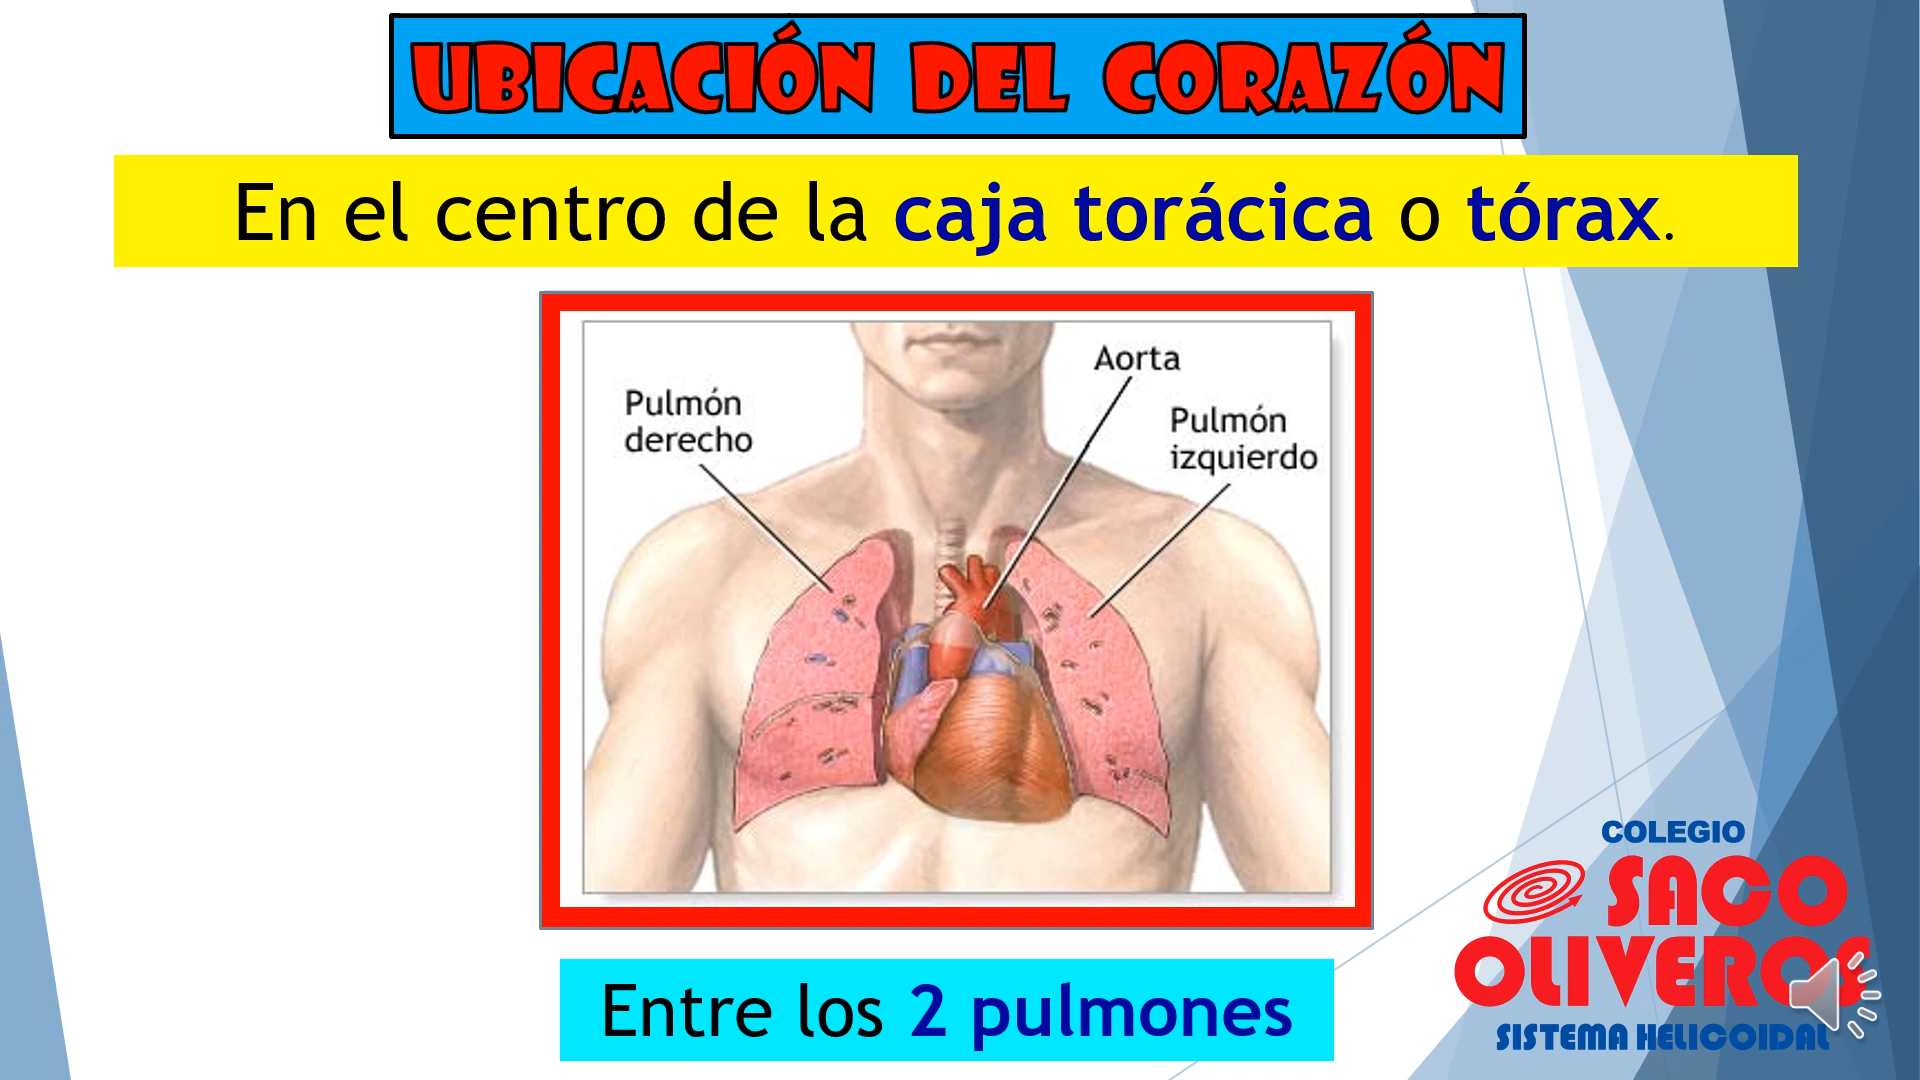 UBICACIÓN DEL CORAZÓN
En el centro de la caja torácica o tórax.
Aorta
Pulmón
derecho
Pulmón
izquierdo
Entre los 2 pulmones
COLEGIO
SACO
OLIVEROS
SISTEMA HELICOIDAL